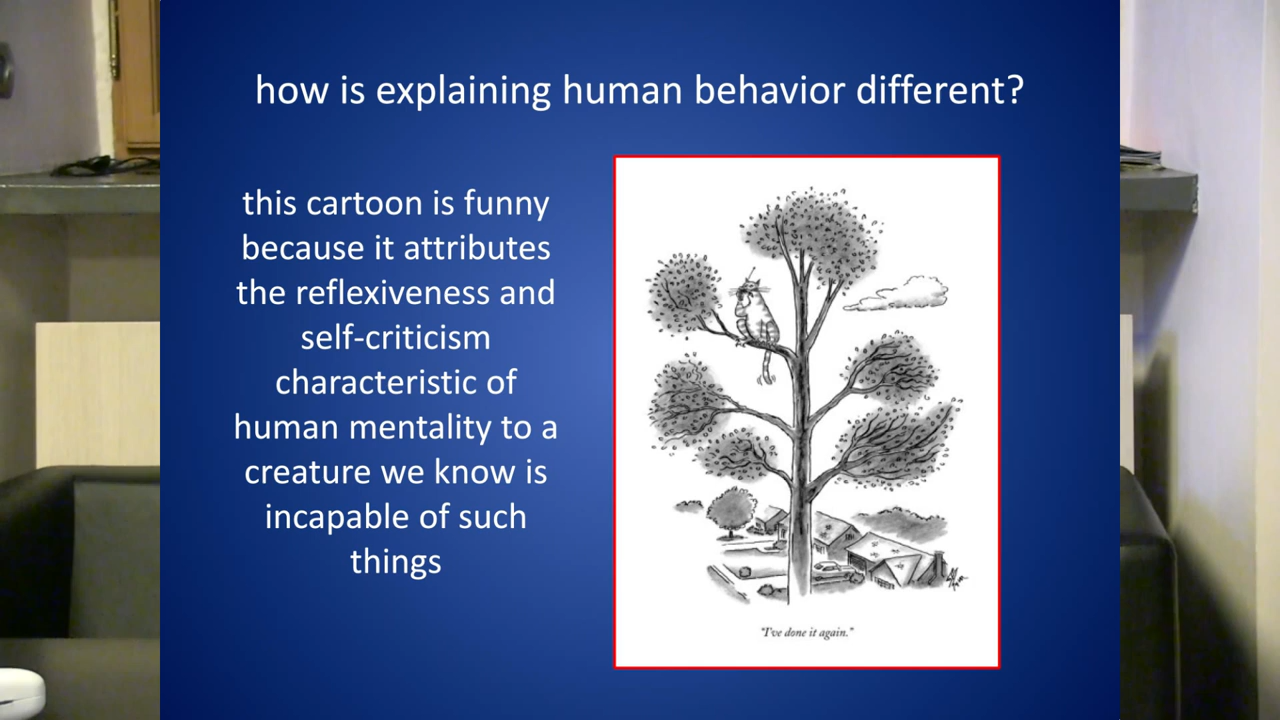 how is explaining human behavior different?
this cartoon is funny
because it attributes
the reflexiveness and
self-criticism
characteristic of
human mentality to a
creature we know is
incapable of such
things
"I've done it again."